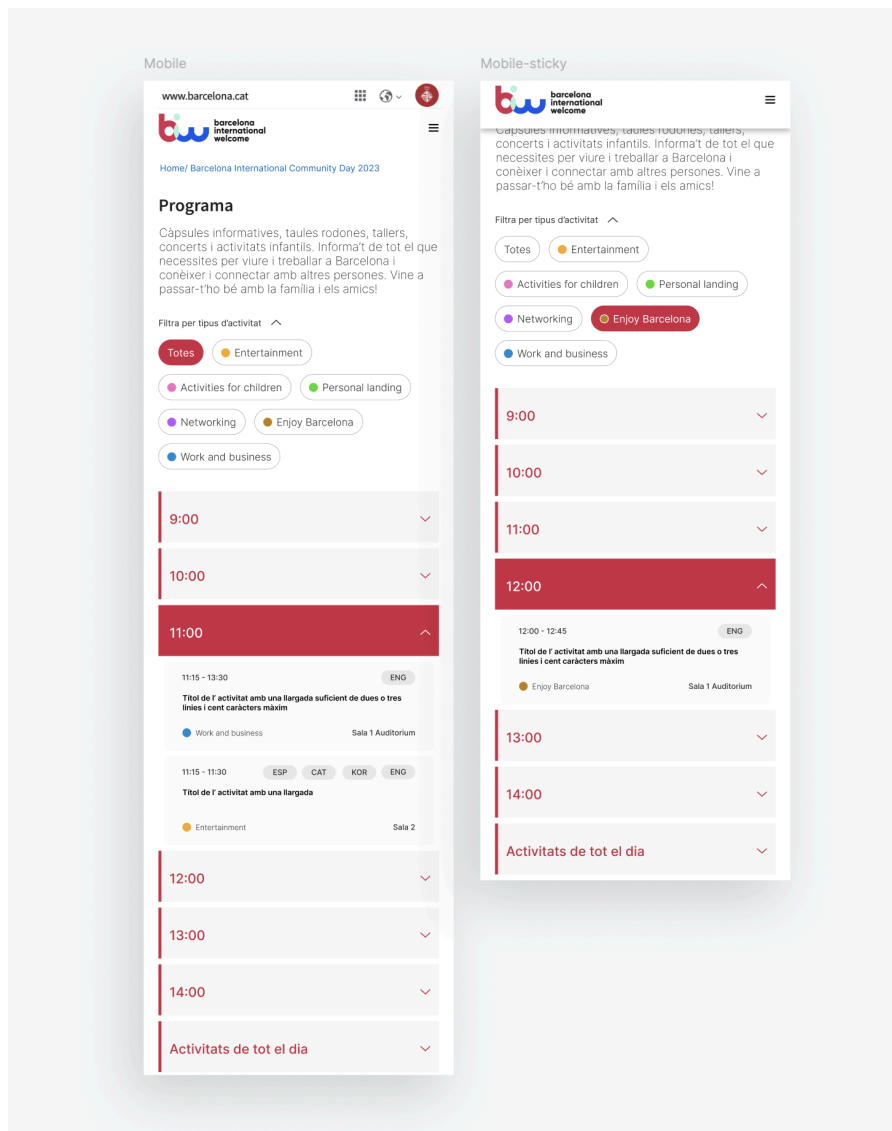 Mobile
www.barcelona.cat
barcelona
international
welcome
Home/ Barcelona International Community Day 2023
Programa
Càpsules informatives, taules rodones, tallers,
concerts i activitats infantils. Informa't de tot el que
necessites per viure i treballar a Barcelona i
conèixer i connectar amb altres persones. Vine a
passar-t'ho bé amb la família i els amics!
Filtra per tipus d'activitat
Totes Entertainment
Activities for children Personal landing
Networking Enjoy Barcelona
Work and business
9:00
10:00
11:00
11:15 - 13:30 ENG
Títol de l' activitat amb una llargada suficient de dues o tres
linies i cent caràcters màxim
Work and business Sala 1 Auditorium
11:15 - 11:30 ESP CAT KOR ENG
Títol de l' activitat amb una llargada
Entertainment Sala 2
12:00
13:00
14:00
Activitats de tot el dia
Mobile-sticky
barcelona
international
welcome
Càpsules informatives, taules rodones, tallers,
concerts i activitats infantils. Informa't de tot el que
necessites per viure i treballar a Barcelona i
conèixer i connectar amb altres persones. Vine a
passar-t'ho bé amb la família i els amics!
Filtra per tipus d'activitat
Totes Entertainment
Activities for children Personal landing
Networking Enjoy Barcelona
Work and business
9:00
10:00
11:00
12:00
12:00 - 12:45 ENG
Títol de l' activitat amb una llargada suficient de dues o tres
linies i cent caràcters màxim
Enjoy Barcelona Sala 1 Auditorium
13:00
14:00
Activitats de tot el dia